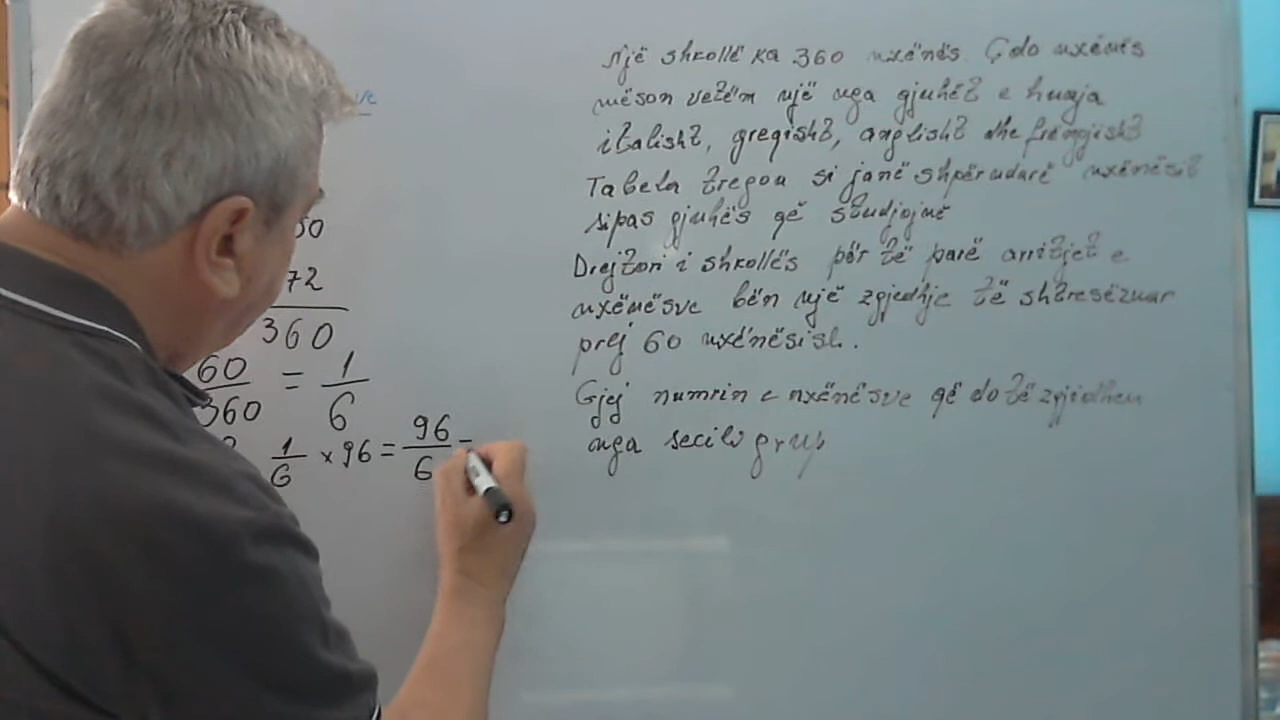 50
72
360
60/360 = 1/6
1/6 × 96 = 96/6 =
Një shkollë ka 360 nxënës. Çdo nxënës
mëson vetëm një nga gjuhët e huaja
italisht, greqisht, anglisht dhe frëngjisht
Tabela tregon si janë shpërndarë nxënësit
sipas gjuhës që studjojnë
Drejtori i shkollës për të parë arritjet e
nxënësve bën një zgjedhje të shtresëzuar
prej 60 nxënësish.
Gjej numrin e nxënësve që do të zgjidhen
nga secili grup